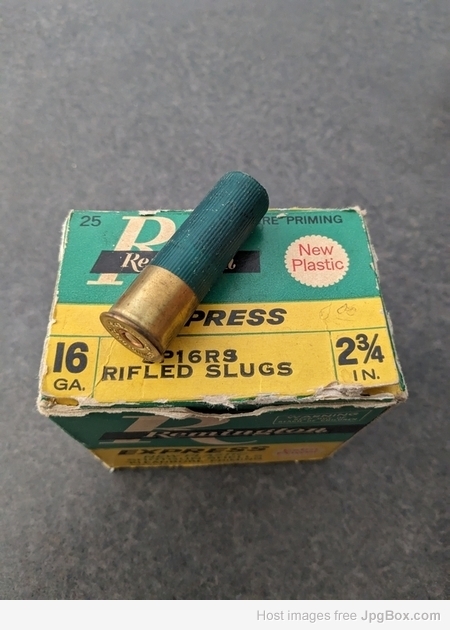 25
RE PRIMING
R
Re
New
Plastic
PRESS
16
GA.
P16RS
RIFLED SLUGS
2¾
IN.
Remington
EXPRESS
Host images free JpgBox.com